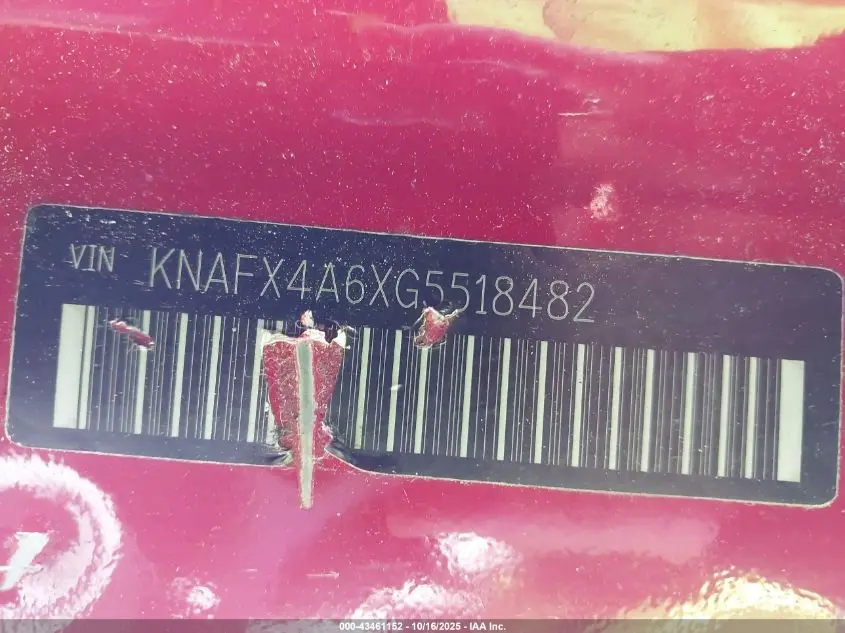 VIN KNAFX4A6XG5518482
000-43461152 - 10/16/2025 - IAA Inc.